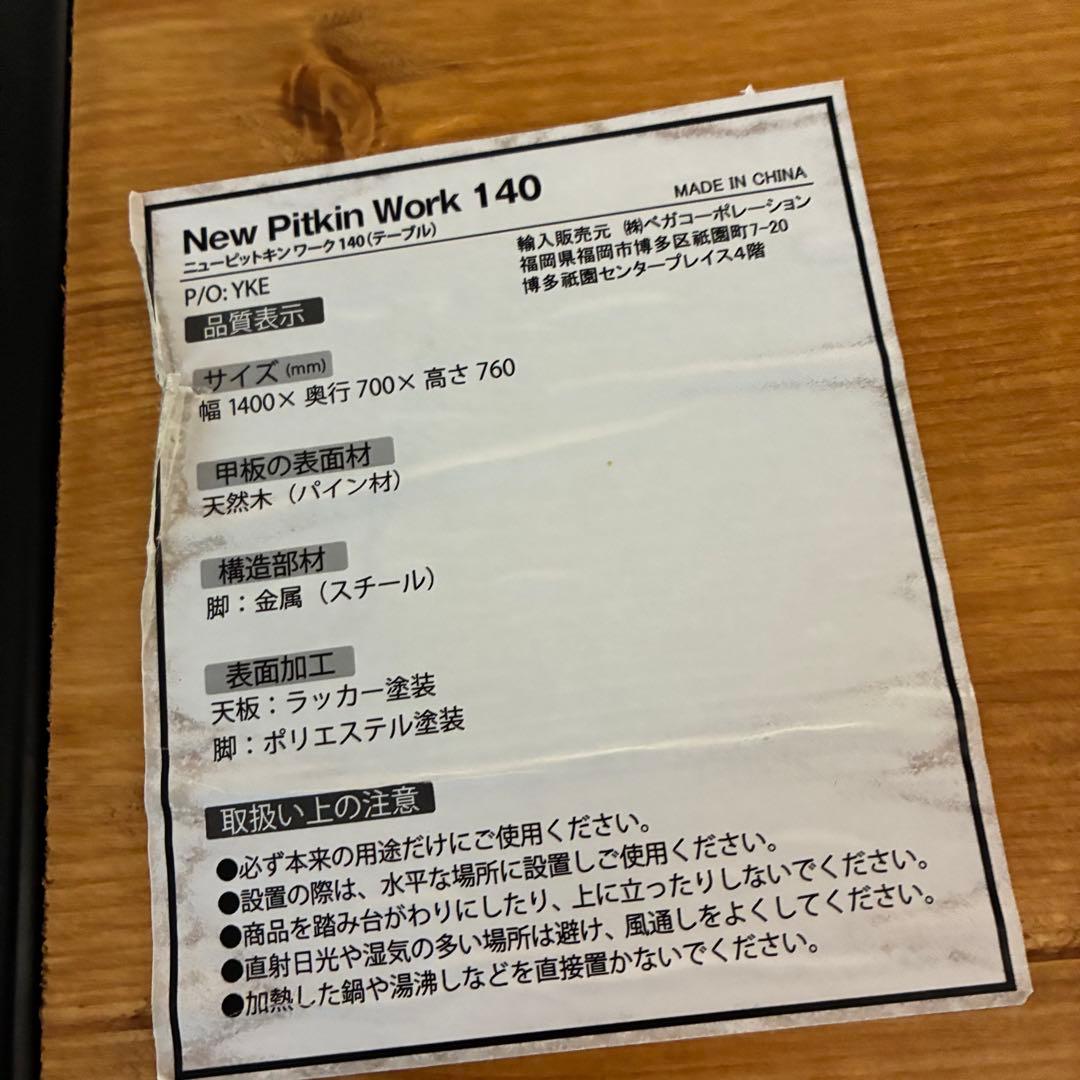 New Pitkin Work 140
ニューピットキンワーク140(テーブル)
MADE IN CHINA
P/O: YKE
輸入販売元 ㈱ベガコーポレーション
福岡県福岡市博多区祇園町7-20
博多祇園センタープレイス4階
品質表示
サイズ(mm)
幅1400×奥行700×高さ760
甲板の表面材
天然木（パイン材）
構造部材
脚：金属（スチール）
表面加工
天板：ラッカー塗装
脚：ポリエステル塗装
取扱い上の注意
●必ず本来の用途だけにご使用ください。
●設置の際は、水平な場所に設置しご使用ください。
●商品を踏み台がわりにしたり、上に立ったりしないでください。
●直射日光や湿気の多い場所は避け、風通しをよくしてください。
●加熱した鍋や湯沸しなどを直接置かないでください。